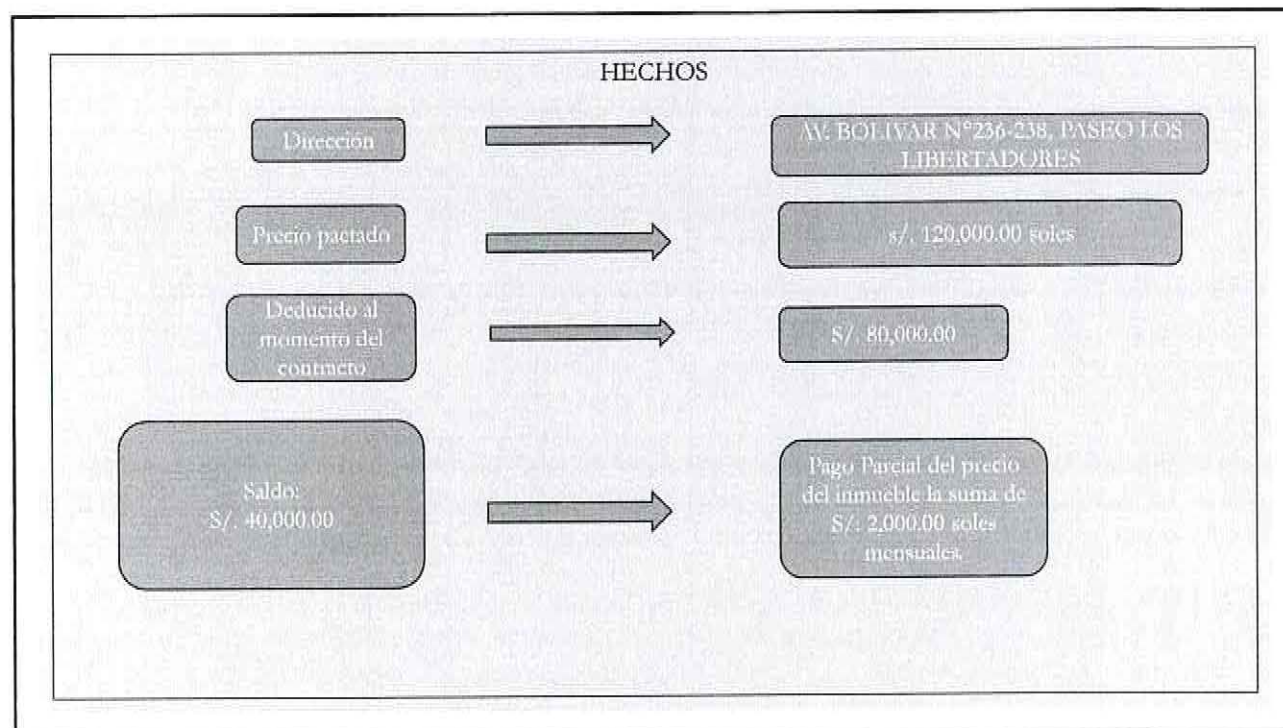 HECHOS
Dirección
AV. BOLIVAR N°236-238, PASEO LOS
LIBERTADORES
Precio pactado
s/. 120,000.00 soles
Deducido al
momento del
contracto
S/. 80,000.00
Saldo:
S/. 40,000.00
Pago Parcial del precio
del inmueble la suma de
S/. 2,000.00 soles
mensuales.